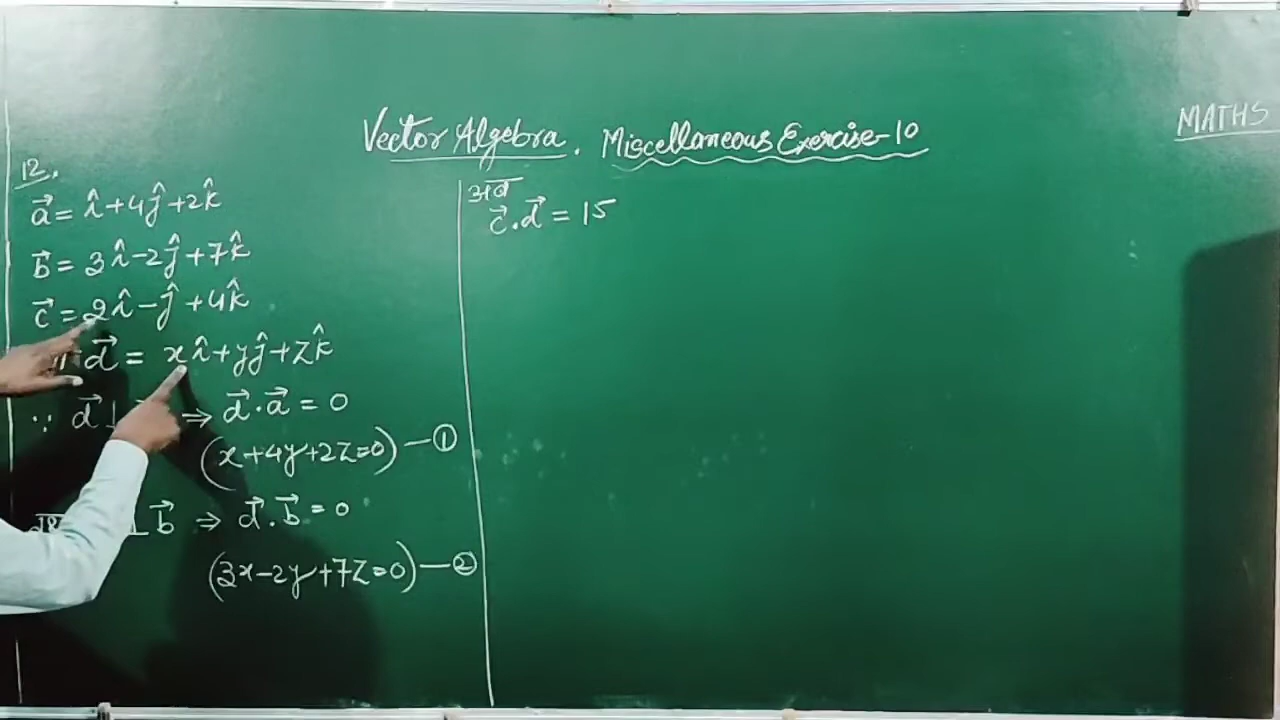 Vector Algebra. Miscellaneous Exercise-10
MATHS
12.
a⃗ = î+4ĵ+2k̂
b⃗ = 3î-2ĵ+7k̂
c⃗ = 2î-ĵ+4k̂
d⃗ = xî+yĵ+zk̂
∵ d⃗ ⊥ ⇒ d⃗.a⃗ = 0
(x+4y+2z=0) —①
⊥ b⃗ ⇒ d⃗.b⃗ = 0
(3x-2y+7z=0) —②
अब
c⃗.d⃗ = 15